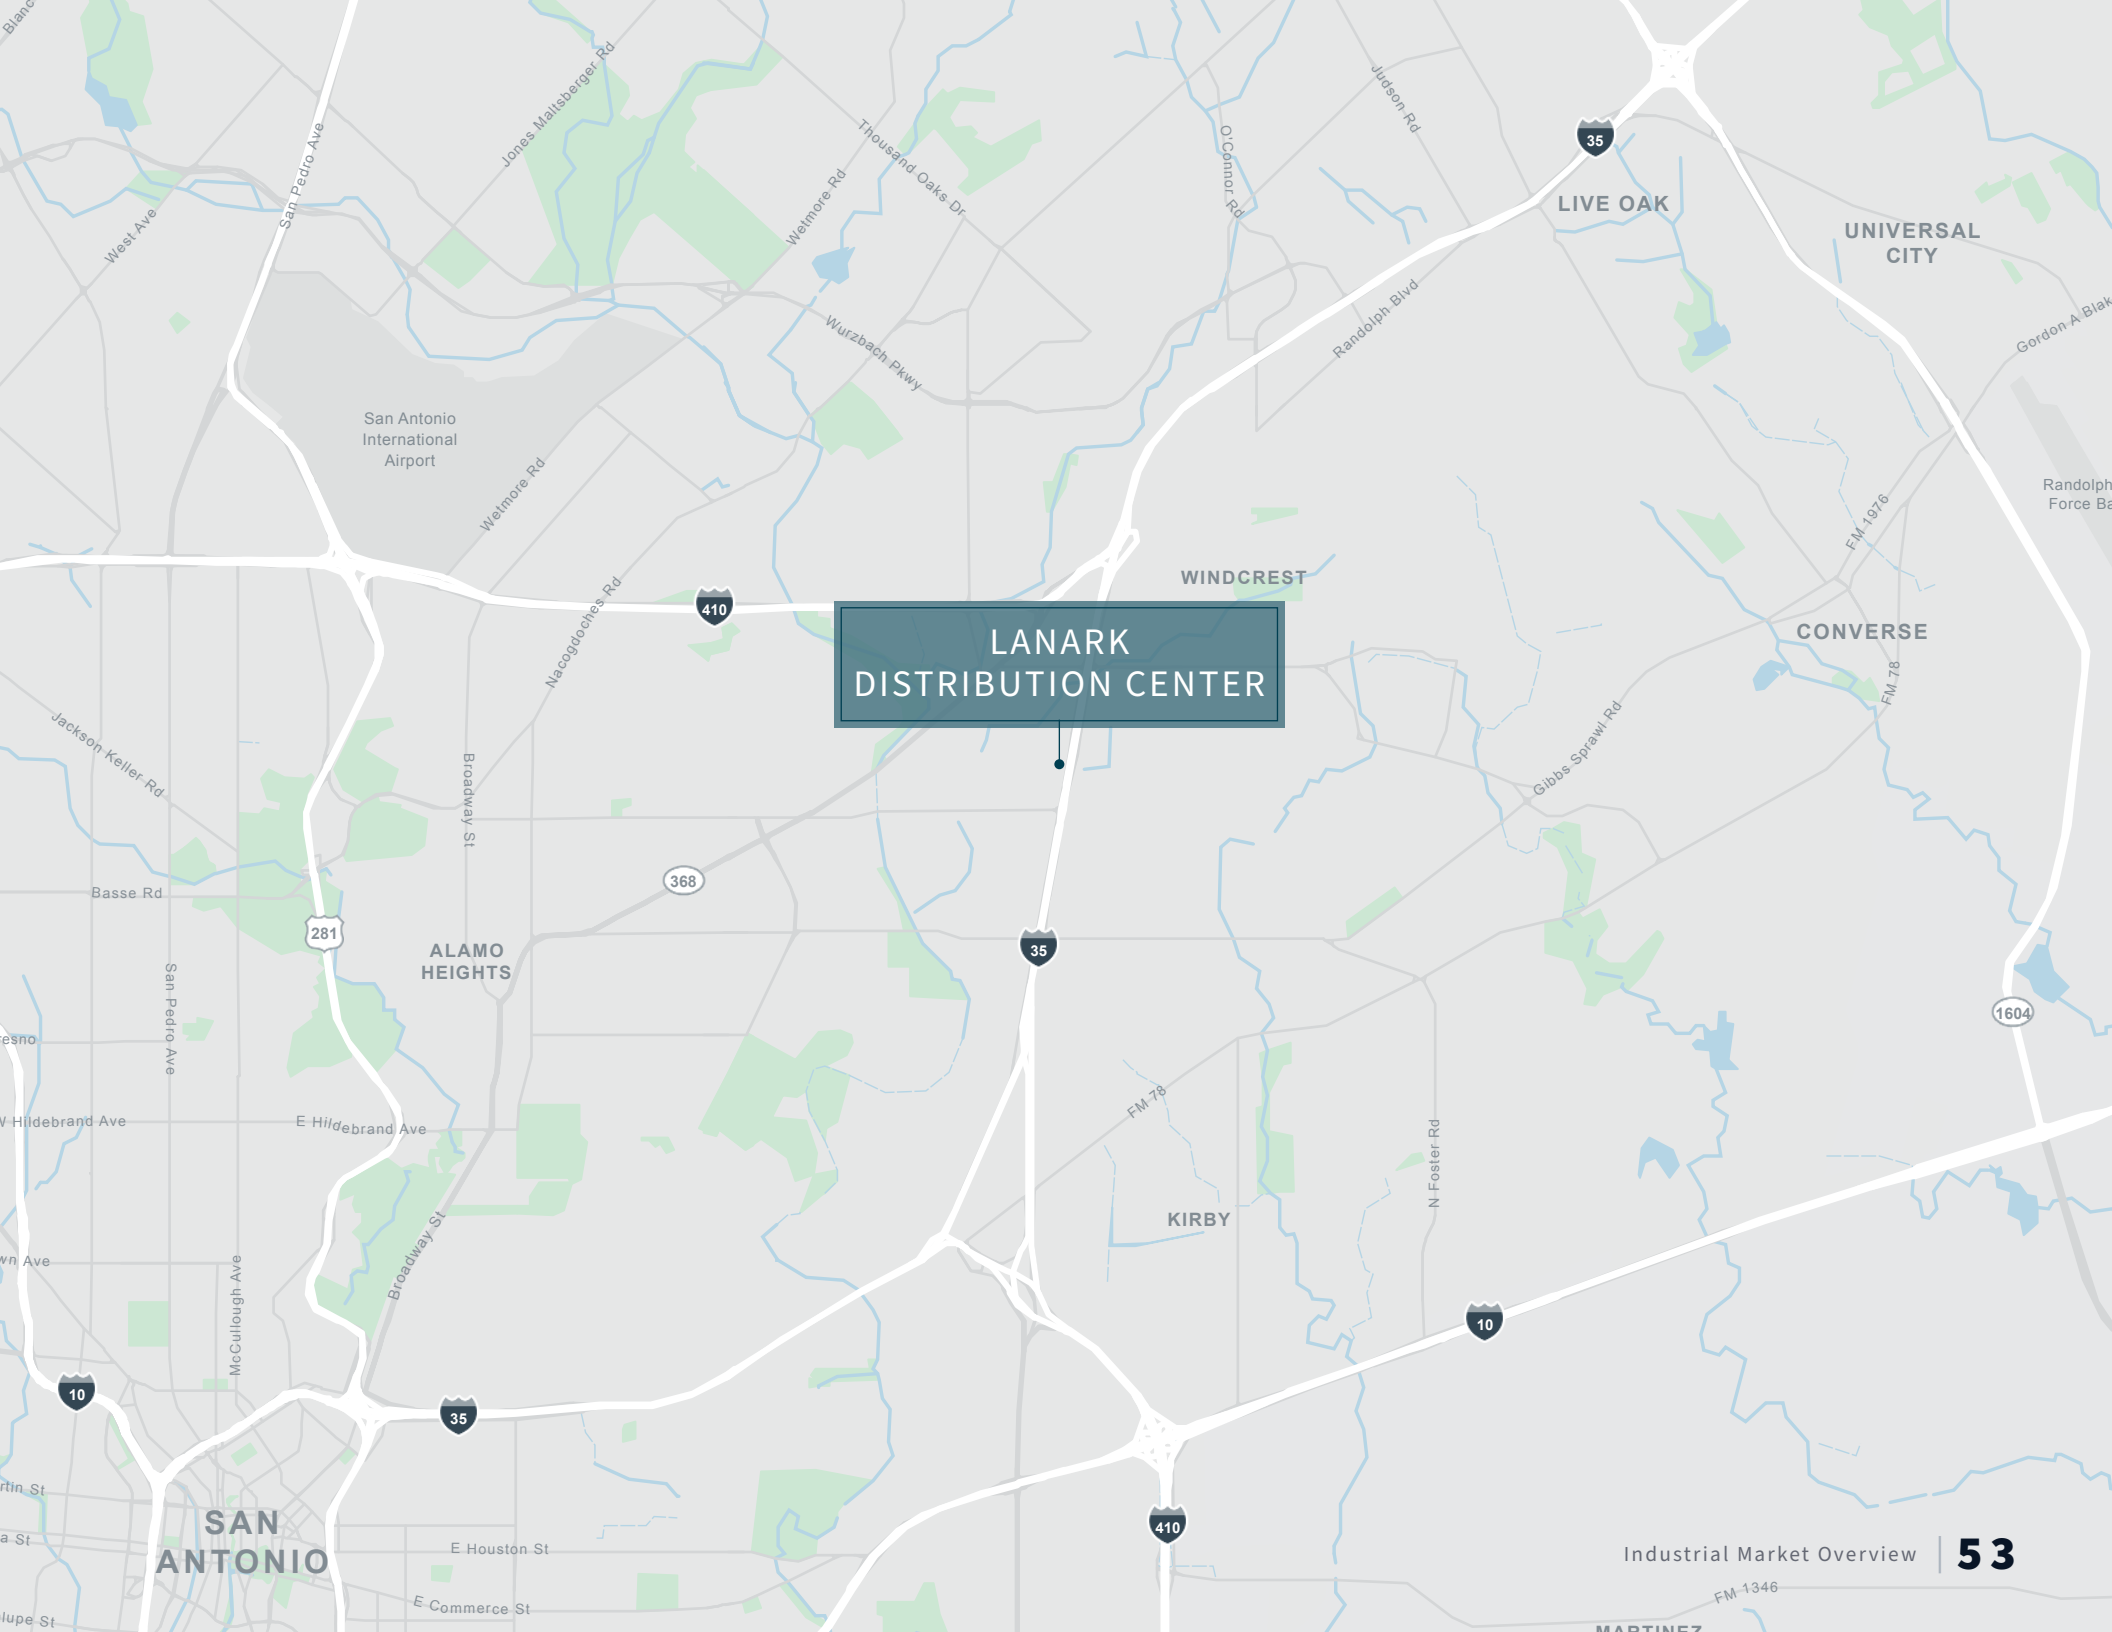 Blanc
Jones Maltsberger Rd
San Pedro Ave
West Ave
Thousand Oaks Dr
Wetmore Rd
O'Connor Rd
Judson Rd
35
LIVE OAK
UNIVERSAL
CITY
Gordon A Blak
Randolph Blvd
Wurzbach Pkwy
San Antonio
International
Airport
Wetmore Rd
Randolph
Force Ba
FM 1976
WINDCREST
410
Nacogdoches Rd
LANARK
DISTRIBUTION CENTER
CONVERSE
FM 78
Gibbs Sprawl Rd
Jackson Keller Rd
Broadway St
368
Basse Rd
281
ALAMO
HEIGHTS
35
San Pedro Ave
1604
resno
FM 78
W Hildebrand Ave
E Hildebrand Ave
N Foster Rd
KIRBY
Broadway St
wn Ave
McCullough Ave
10
10
35
rtin St
SAN
ANTONIO
a St
E Houston St
410
Industrial Market Overview
53
FM 1346
E Commerce St
lupe St
MARTINEZ